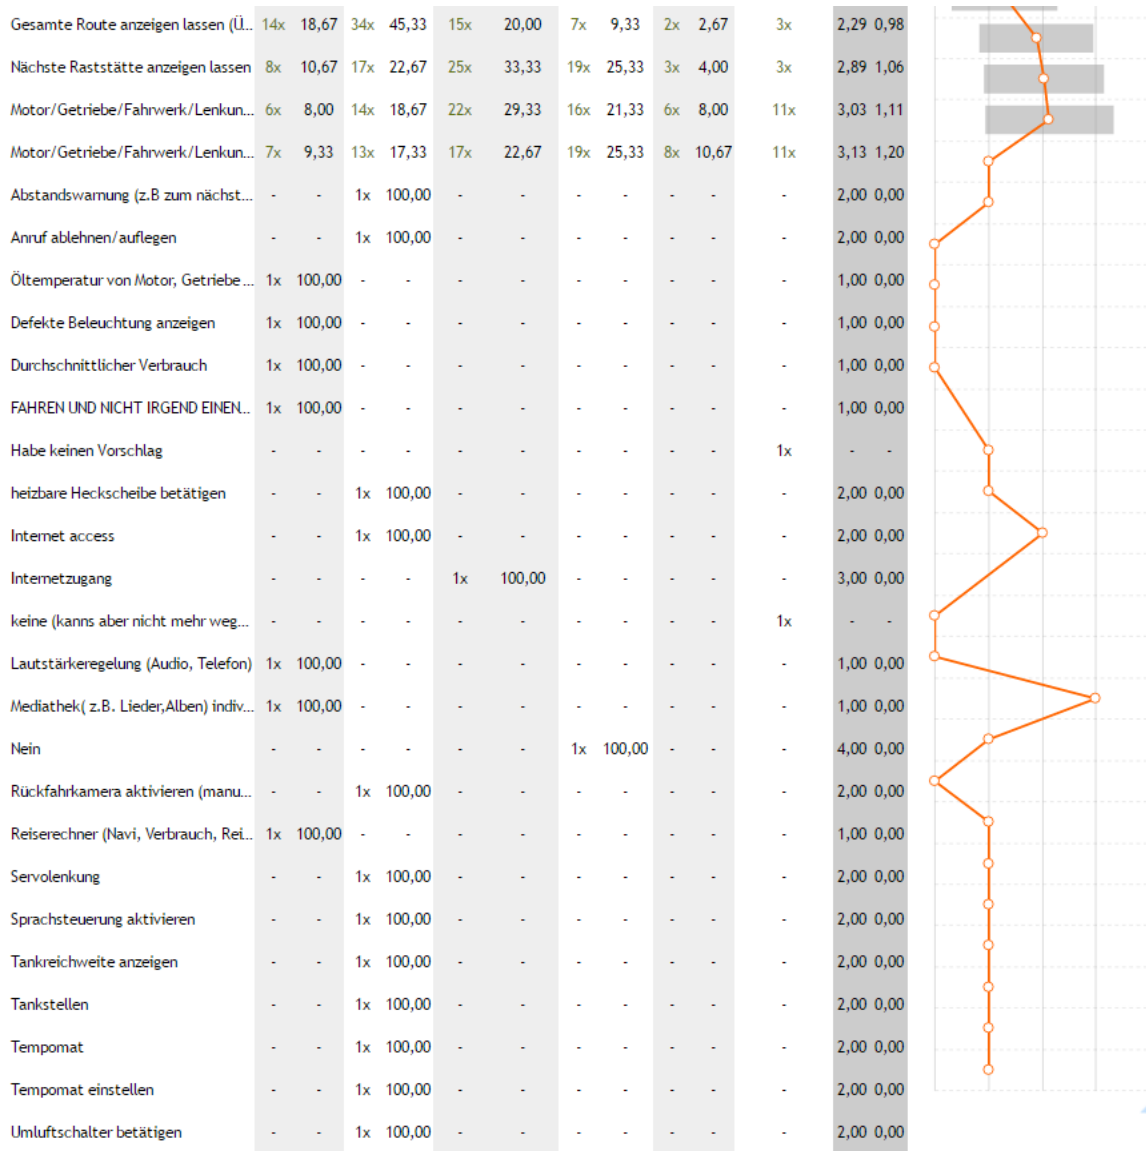 Gesamte Route anzeigen lassen (Ü... 14x 18,67 34x 45,33 15x 20,00 7x 9,33 2x 2,67 3x 2,29 0,98
Nächste Raststätte anzeigen lassen 8x 10,67 17x 22,67 25x 33,33 19x 25,33 3x 4,00 3x 2,89 1,06
Motor/Getriebe/Fahrwerk/Lenkun... 6x 8,00 14x 18,67 22x 29,33 16x 21,33 6x 8,00 11x 3,03 1,11
Motor/Getriebe/Fahrwerk/Lenkun... 7x 9,33 13x 17,33 17x 22,67 19x 25,33 8x 10,67 11x 3,13 1,20
Abstandswarnung (z.B zum nächst... - - 1x 100,00 - - - - - - - 2,00 0,00
Anruf ablehnen/auflegen - - 1x 100,00 - - - - - - - 2,00 0,00
Öltemperatur von Motor, Getriebe ... 1x 100,00 - - - - - - - - - 1,00 0,00
Defekte Beleuchtung anzeigen 1x 100,00 - - - - - - - - - 1,00 0,00
Durchschnittlicher Verbrauch 1x 100,00 - - - - - - - - - 1,00 0,00
FAHREN UND NICHT IRGEND EINEN... 1x 100,00 - - - - - - - - - 1,00 0,00
Habe keinen Vorschlag - - - - - - - - - - 1x - -
heizbare Heckscheibe betätigen - - 1x 100,00 - - - - - - - 2,00 0,00
Internet access - - 1x 100,00 - - - - - - - 2,00 0,00
Internetzugang - - - - 1x 100,00 - - - - - 3,00 0,00
keine (kanns aber nicht mehr weg... - - - - - - - - - - 1x - -
Lautstärkeregelung (Audio, Telefon) 1x 100,00 - - - - - - - - - 1,00 0,00
Mediathek( z.B. Lieder,Alben) indiv... 1x 100,00 - - - - - - - - - 1,00 0,00
Nein - - - - - - 1x 100,00 - - - 4,00 0,00
Rückfahrkamera aktivieren (manu... - - 1x 100,00 - - - - - - - 2,00 0,00
Reiserechner (Navi, Verbrauch, Rei... 1x 100,00 - - - - - - - - - 1,00 0,00
Servolenkung - - 1x 100,00 - - - - - - - 2,00 0,00
Sprachsteuerung aktivieren - - 1x 100,00 - - - - - - - 2,00 0,00
Tankreichweite anzeigen - - 1x 100,00 - - - - - - - 2,00 0,00
Tankstellen - - 1x 100,00 - - - - - - - 2,00 0,00
Tempomat - - 1x 100,00 - - - - - - - 2,00 0,00
Tempomat einstellen - - 1x 100,00 - - - - - - - 2,00 0,00
Umluftschalter betätigen - - 1x 100,00 - - - - - - - 2,00 0,00